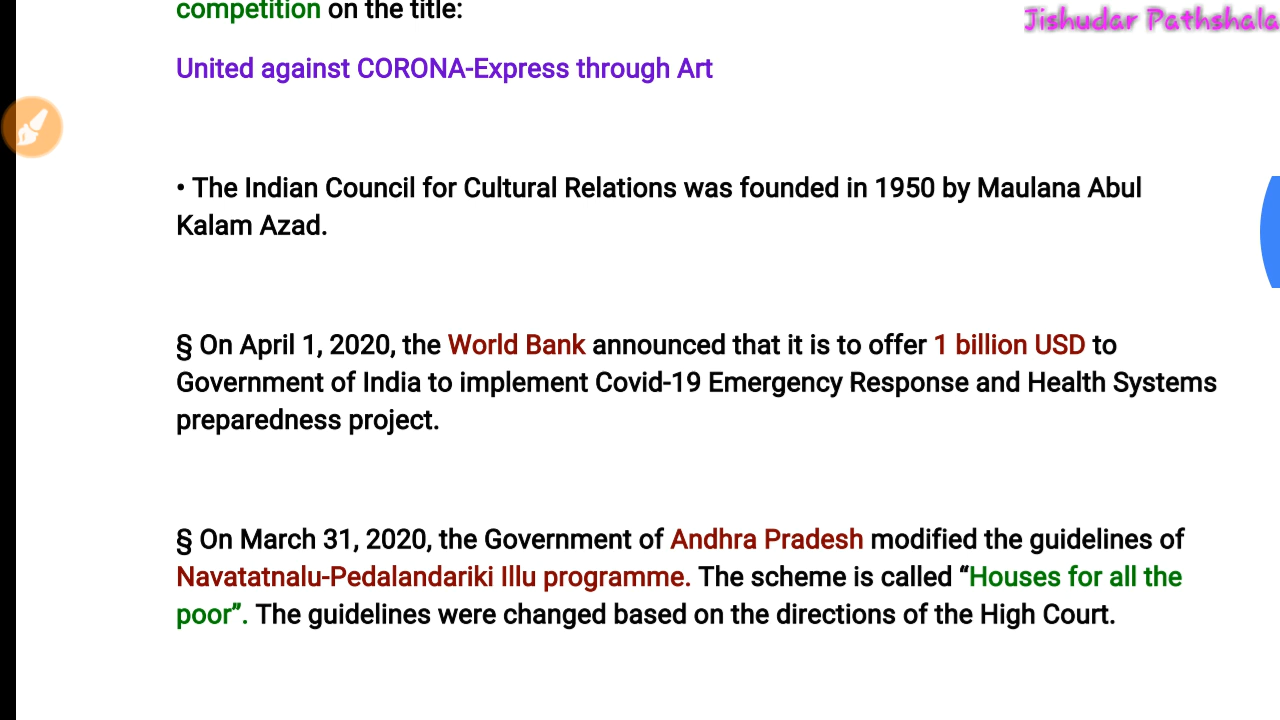 competition on the title:
Jishudar Pathshala
United against CORONA-Express through Art
• The Indian Council for Cultural Relations was founded in 1950 by Maulana Abul
Kalam Azad.
§ On April 1, 2020, the World Bank announced that it is to offer 1 billion USD to
Government of India to implement Covid-19 Emergency Response and Health Systems
preparedness project.
§ On March 31, 2020, the Government of Andhra Pradesh modified the guidelines of
Navatatnalu-Pedalandariki Illu programme. The scheme is called “Houses for all the
poor”. The guidelines were changed based on the directions of the High Court.